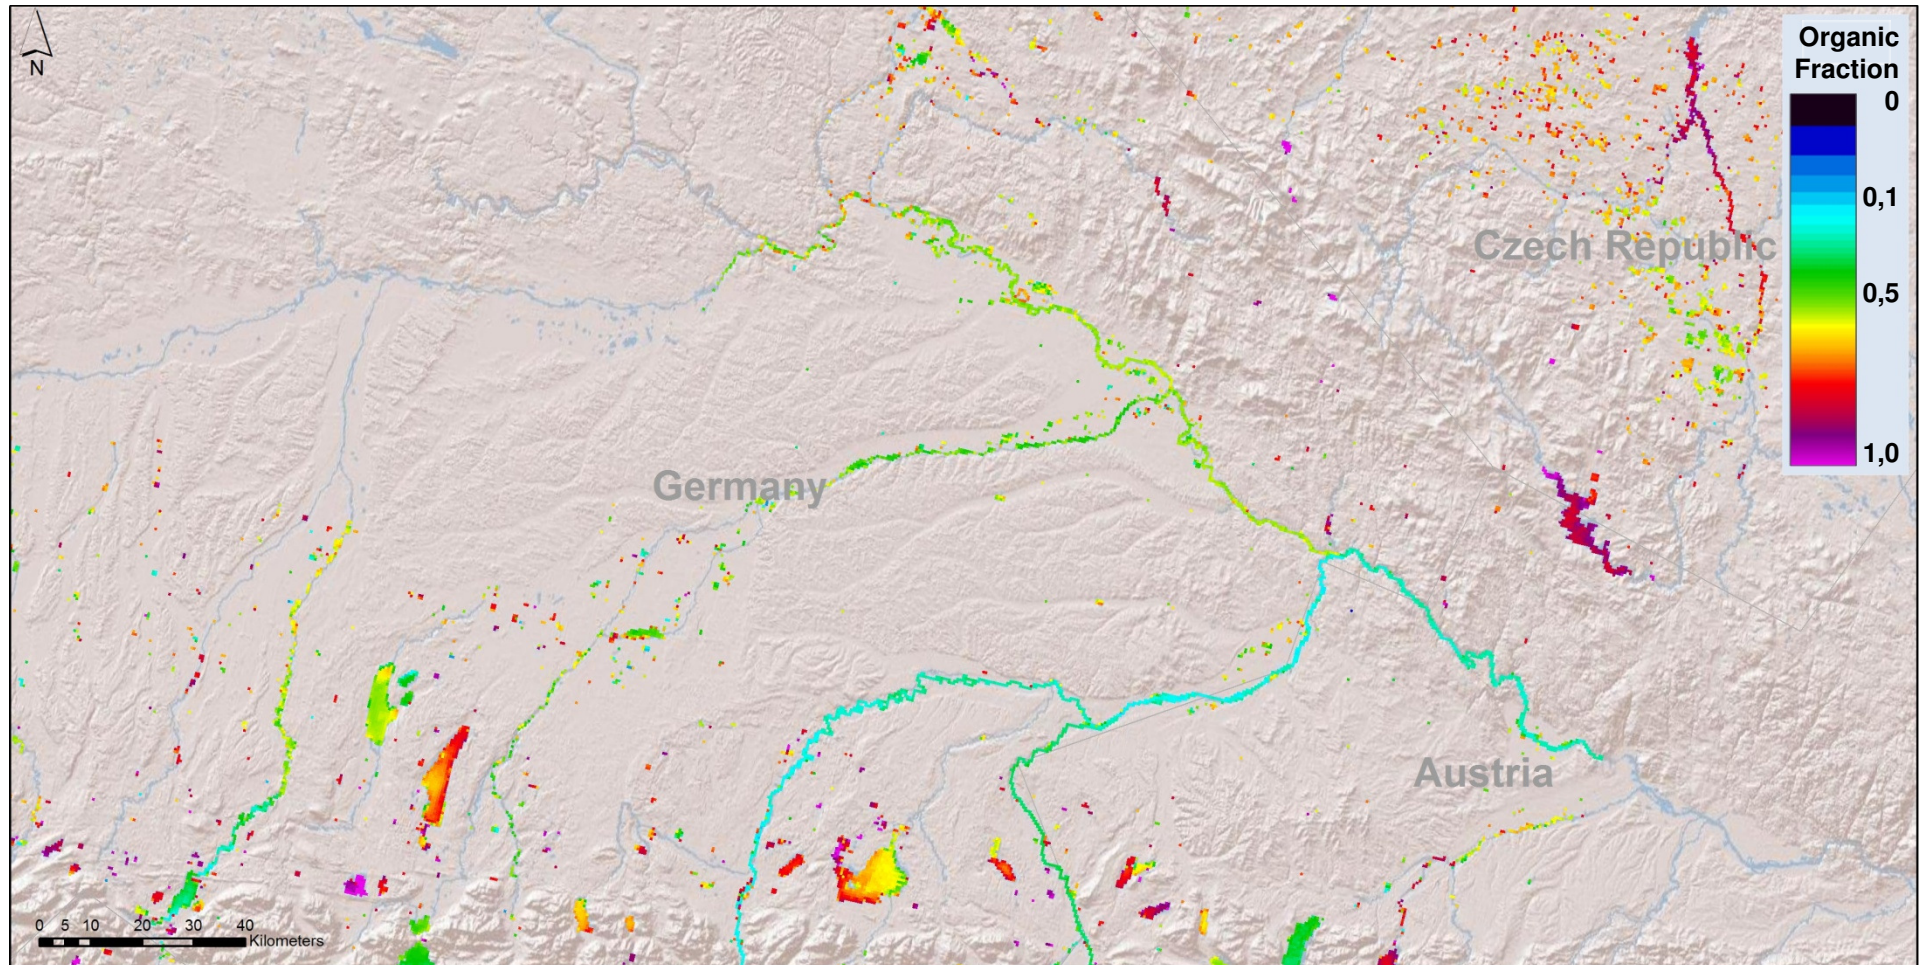 N
Organic
Fraction
0
0,1
0,5
1,0
Czech Republic
Germany
Austria
0 5 10 20 30 40
Kilometers